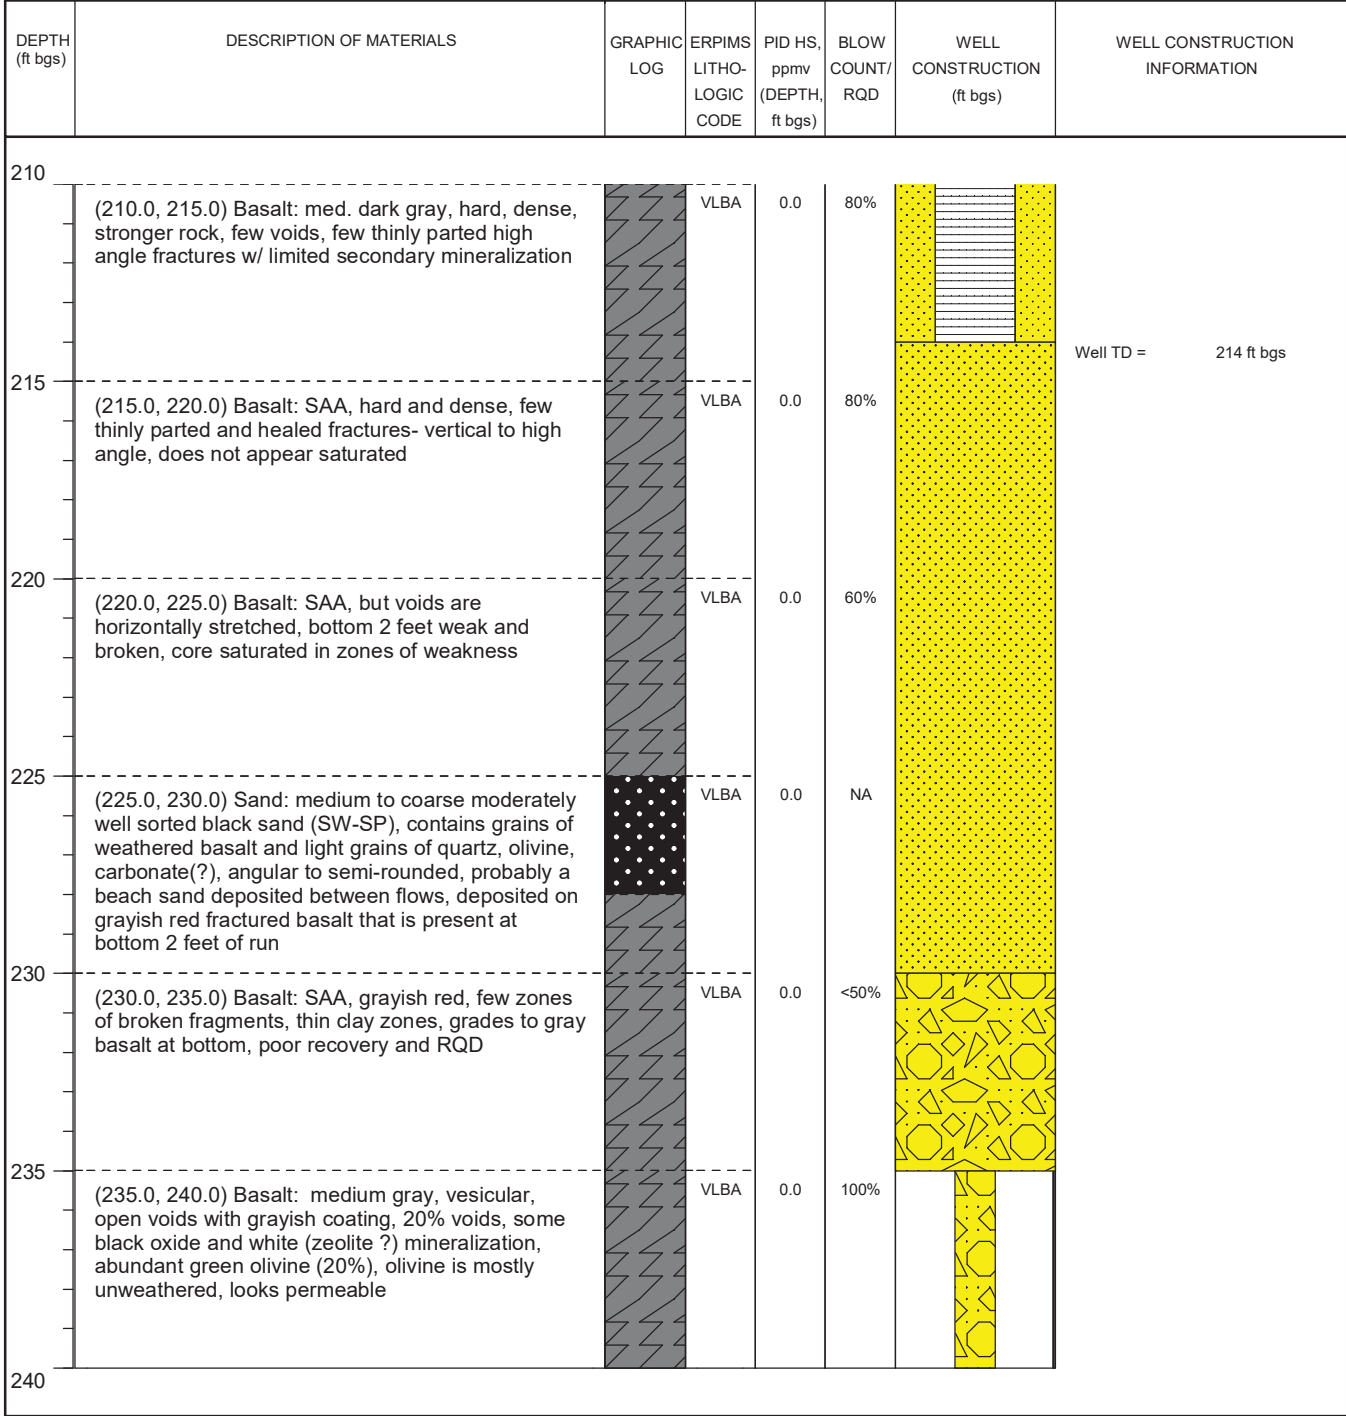 DEPTH
(ft bgs)
DESCRIPTION OF MATERIALS
GRAPHIC
LOG
ERPIMS
LITHO-
LOGIC
CODE
PID HS,
ppmv
(DEPTH,
ft bgs)
BLOW
COUNT/
RQD
WELL
CONSTRUCTION
(ft bgs)
WELL CONSTRUCTION
INFORMATION
210
(210.0, 215.0) Basalt: med. dark gray, hard, dense,
stronger rock, few voids, few thinly parted high
angle fractures w/ limited secondary mineralization
VLBA 0.0 80%
Well TD = 214 ft bgs
215
(215.0, 220.0) Basalt: SAA, hard and dense, few
thinly parted and healed fractures- vertical to high
angle, does not appear saturated
VLBA 0.0 80%
220
(220.0, 225.0) Basalt: SAA, but voids are
horizontally stretched, bottom 2 feet weak and
broken, core saturated in zones of weakness
VLBA 0.0 60%
225
(225.0, 230.0) Sand: medium to coarse moderately
well sorted black sand (SW-SP), contains grains of
weathered basalt and light grains of quartz, olivine,
carbonate(?), angular to semi-rounded, probably a
beach sand deposited between flows, deposited on
grayish red fractured basalt that is present at
bottom 2 feet of run
VLBA 0.0 NA
230
(230.0, 235.0) Basalt: SAA, grayish red, few zones
of broken fragments, thin clay zones, grades to gray
basalt at bottom, poor recovery and RQD
VLBA 0.0 <50%
235
(235.0, 240.0) Basalt: medium gray, vesicular,
open voids with grayish coating, 20% voids, some
black oxide and white (zeolite ?) mineralization,
abundant green olivine (20%), olivine is mostly
unweathered, looks permeable
VLBA 0.0 100%
240